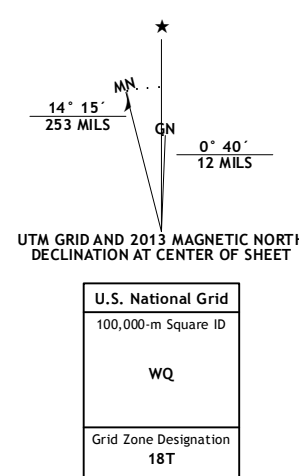 ★
MN
14° 15´
253 MILS
GN
0° 40´
12 MILS
UTM GRID AND 2013 MAGNETIC NORTH
DECLINATION AT CENTER OF SHEET
U.S. National Grid
100,000-m Square ID
WQ
Grid Zone Designation
18T